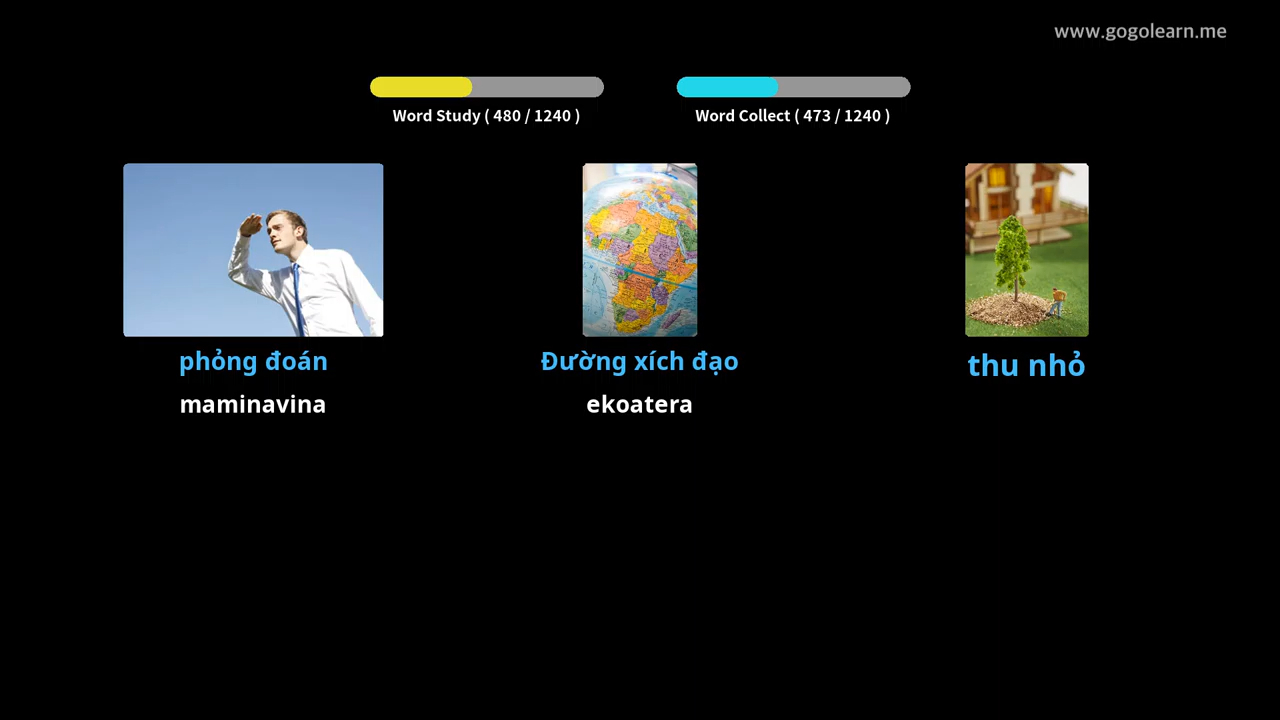 www.gogolearn.me
Word Study ( 480 / 1240 )
Word Collect ( 473 / 1240 )
phỏng đoán
maminavina
Đường xích đạo
ekoatera
thu nhỏ